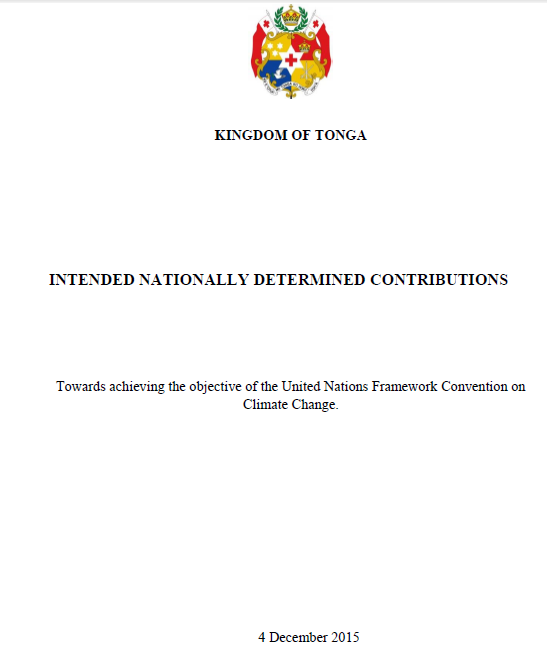 KINGDOM OF TONGA
INTENDED NATIONALLY DETERMINED CONTRIBUTIONS
Towards achieving the objective of the United Nations Framework Convention on
Climate Change.
4 December 2015